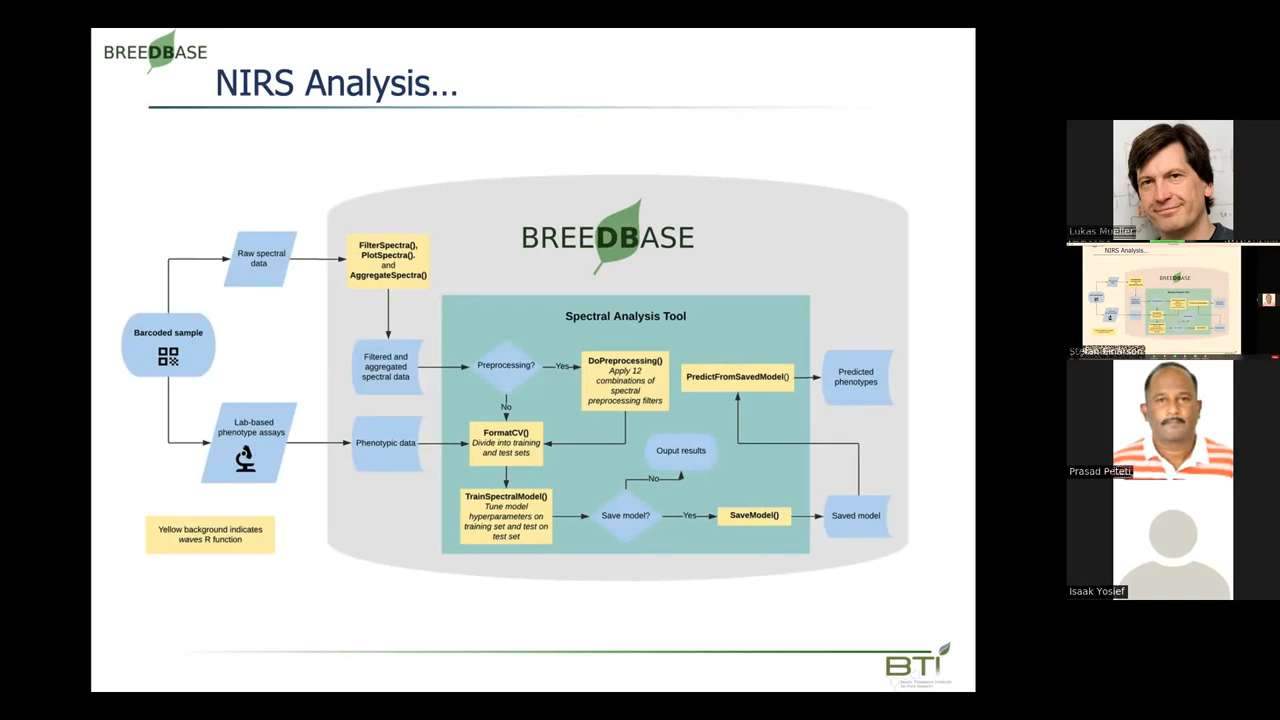 BREEDBASE
NIRS Analysis...
BREEDBASE
Raw spectral
data
FilterSpectra(),
PlotSpectra().
and
AggregateSpectra()
Barcoded sample
Filtered and
aggregated
spectral data
Lab-based
phenotype assays
Phenotypic data
Spectral Analysis Tool
Preprocessing?
Yes
No
DoPreprocessing()
Apply 12
combinations of
spectral
preprocessing filters
FormatCV()
Divide into training
and test sets
TrainSpectralModel()
Tune model
hyperparameters on
training set and test on
test set
Save model?
No
Ouput results
Yes
SaveModel()
Saved model
PredictFromSavedModel()
Predicted
phenotypes
Yellow background indicates
waves R function
BTI
Lukas Mueller
NIRS Analysis...
BREEDBASE
Prasad Peteti
Isaak Yosief